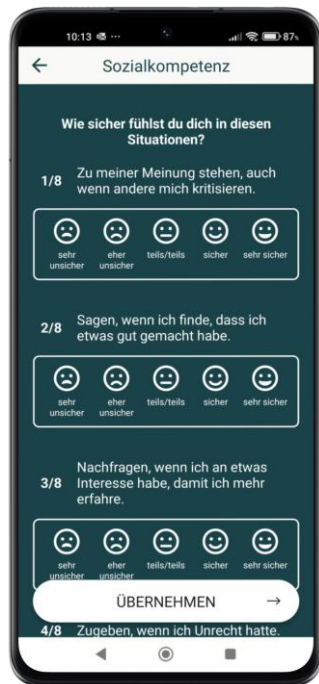 10:13 ... 87%
← Sozialkompetenz
Wie sicher fühlst du dich in diesen
Situationen?
1/8 Zu meiner Meinung stehen, auch
wenn andere mich kritisieren.
sehr unsicher eher unsicher teils/teils sicher sehr sicher
2/8 Sagen, wenn ich finde, dass ich
etwas gut gemacht habe.
sehr unsicher eher unsicher teils/teils sicher sehr sicher
3/8 Nachfragen, wenn ich an etwas
Interesse habe, damit ich mehr
erfahre.
sehr unsicher eher unsicher teils/teils sicher sehr sicher
ÜBERNEHMEN →
4/8 Zugeben, wenn ich Unrecht hatte.